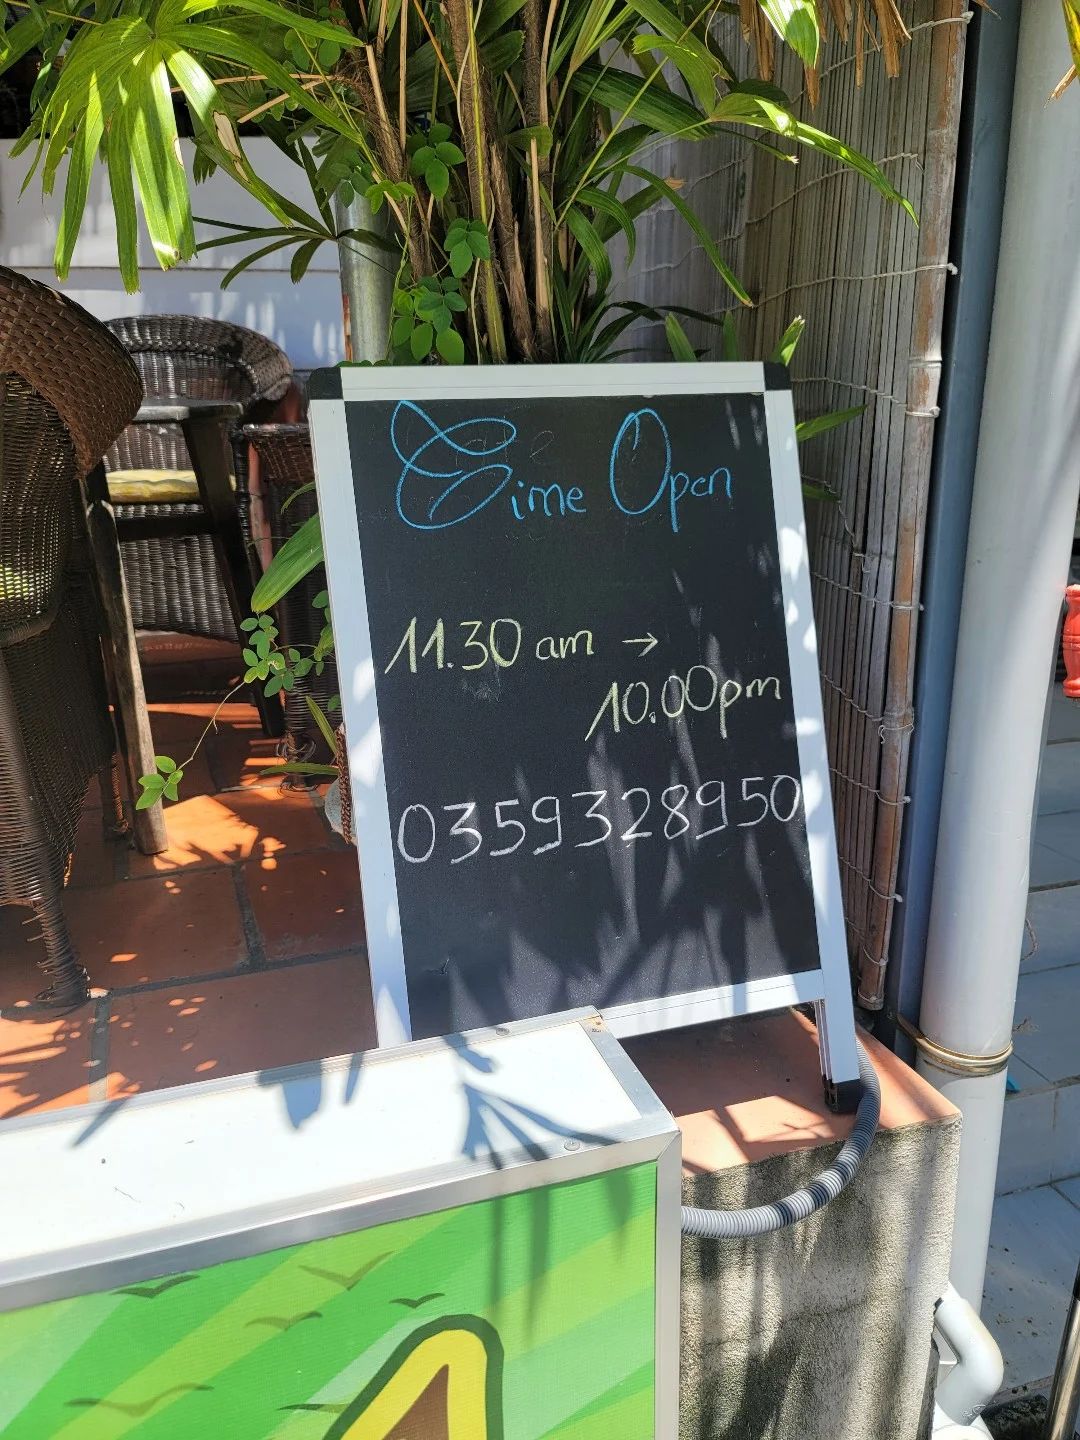 Time Open
11.30 am →
10.00pm
0359328950